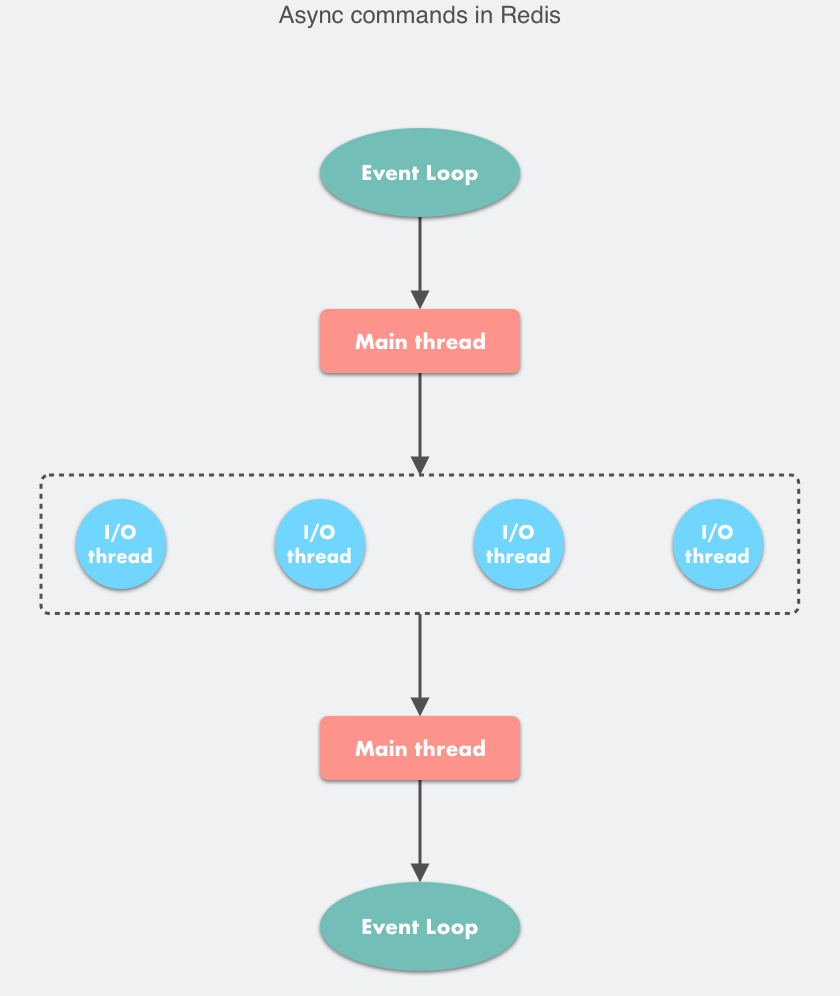 Async commands in Redis
Event Loop
Main thread
I/O
thread
I/O
thread
I/O
thread
I/O
thread
Main thread
Event Loop